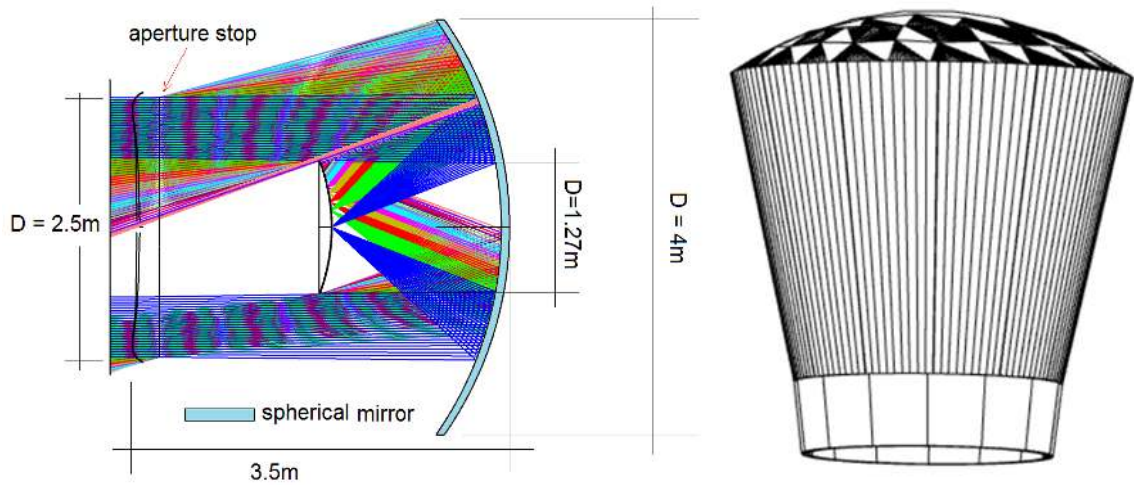 aperture stop
D = 2.5m
D=1.27m
D = 4m
spherical mirror
3.5m